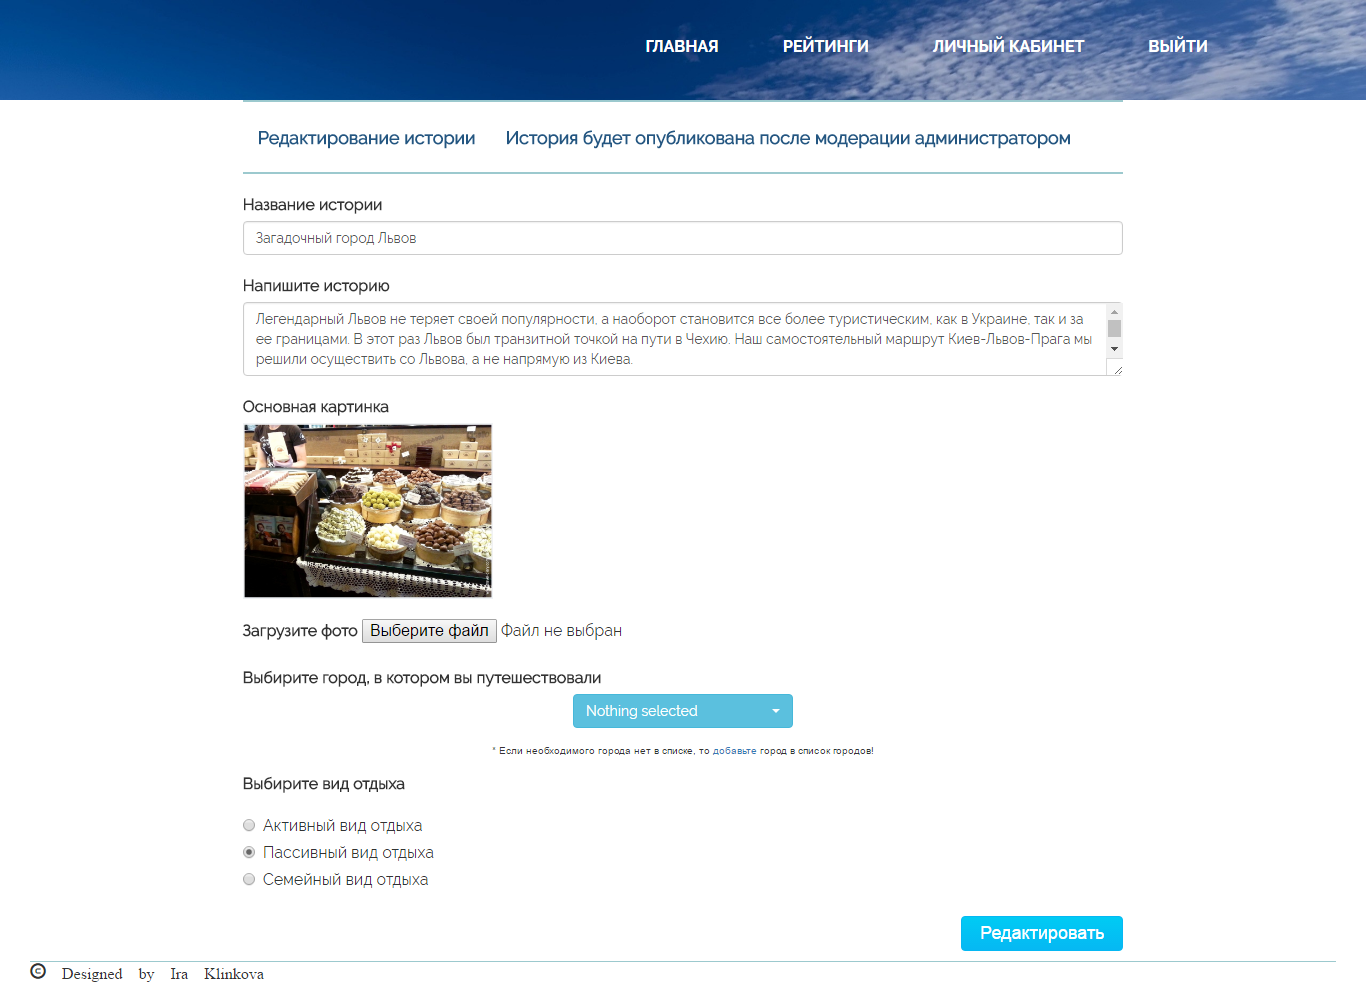 ГЛАВНАЯ РЕЙТИНГИ ЛИЧНЫЙ КАБИНЕТ ВЫЙТИ
Редактирование истории История будет опубликована после модерации администратором
Название истории
Загадочный город Львов
Напишите историю
Легендарный Львов не теряет своей популярности, а наоборот становится все более туристическим, как в Украине, так и за
ее границами. В этот раз Львов был транзитной точкой на пути в Чехию. Наш самостоятельный маршрут Киев-Львов-Прага мы
решили осуществить со Львова, а не напрямую из Киева.
Основная картинка
Загрузите фото Выберите файл Файл не выбран
Выбирите город, в котором вы путешествовали
Nothing selected
* Если необходимого города нет в списке, то добавьте город в список городов!
Выбирите вид отдыха
Активный вид отдыха
Пассивный вид отдыха
Семейный вид отдыха
Редактировать
© Designed by Ira Klinkova